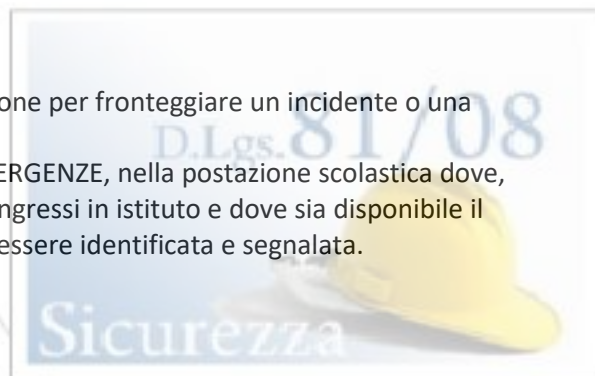 one per fronteggiare un incidente o una
D.Lgs. 81/08
ERGENZE, nella postazione scolastica dove,
ngressi in istituto e dove sia disponibile il
essere identificata e segnalata.
Sicurezza